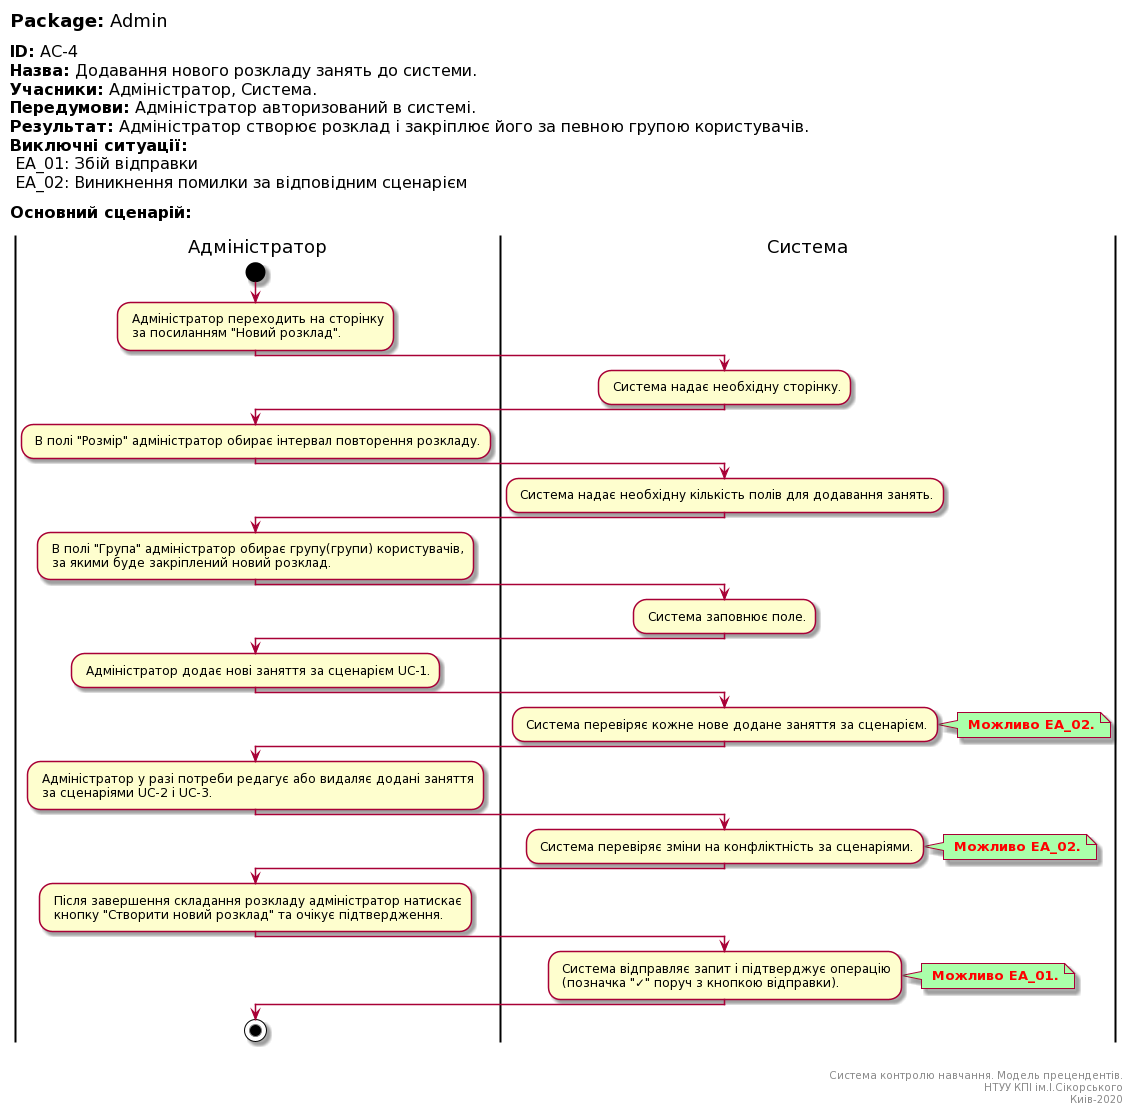 Package: Admin
ID: AC-4
Назва: Додавання нового розкладу занять до системи.
Учасники: Адміністратор, Система.
Передумови: Адміністратор авторизований в системі.
Результат: Адміністратор створює розклад і закріплює його за певною групою користувачів.
Виключні ситуації:
EA_01: Збій відправки
EA_02: Виникнення помилки за відповідним сценарієм
Основний сценарій:
Адміністратор
Система
Адміністратор переходить на сторінку
за посиланням "Новий розклад".
Система надає необхідну сторінку.
В полі "Розмір" адміністратор обирає інтервал повторення розкладу.
Система надає необхідну кількість полів для додавання занять.
В полі "Група" адміністратор обирає групу(групи) користувачів,
за якими буде закріплений новий розклад.
Система заповнює поле.
Адміністратор додає нові заняття за сценарієм UC-1.
Система перевіряє кожне нове додане заняття за сценарієм.
Можливо EA_02.
Адміністратор у разі потреби редагує або видаляє додані заняття
за сценаріями UC-2 і UC-3.
Система перевіряє зміни на конфліктність за сценаріями.
Можливо EA_02.
Після завершення складання розкладу адміністратор натискає
кнопку "Створити новий розклад" та очікує підтвердження.
Система відправляє запит і підтверджує операцію
(позначка "✓" поруч з кнопкою відправки).
Можливо EA_01.
Система контролю навчання. Модель прецендентів.
НТУУ КПІ ім.І.Сікорського
Київ-2020